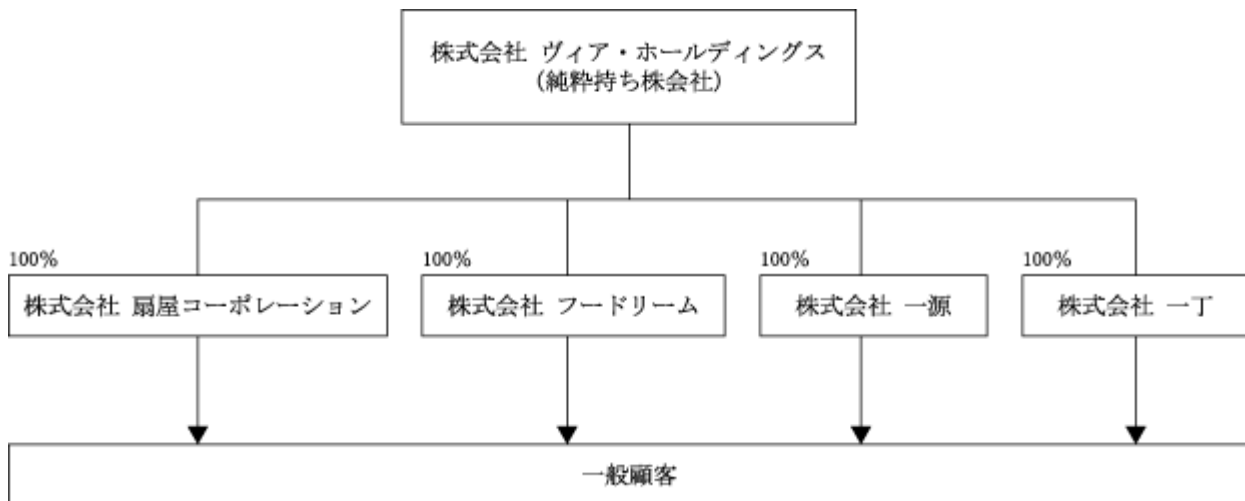 株式会社 ヴィア・ホールディングス
(純粋持ち株会社)
100%
100%
100%
100%
株式会社 扇屋コーポレーション
株式会社 フードリーム
株式会社 一源
株式会社 一丁
一般顧客